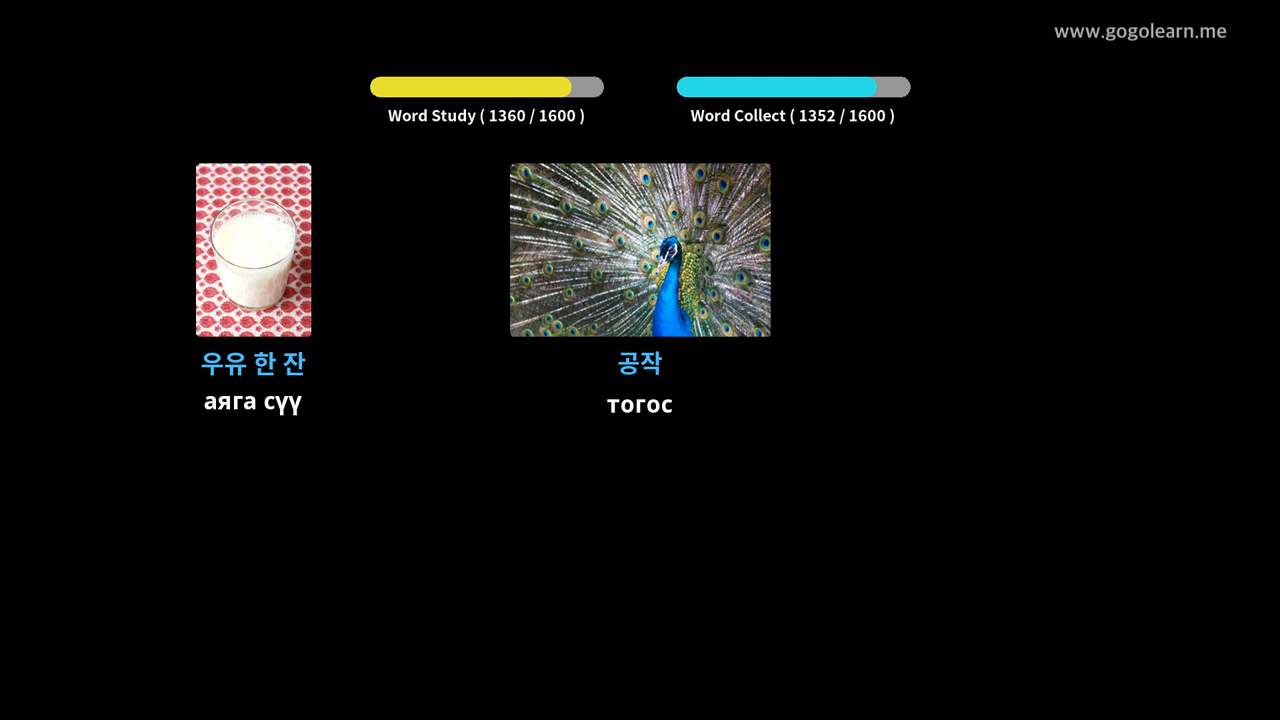 www.gogolearn.me
Word Study ( 1360 / 1600 )
Word Collect ( 1352 / 1600 )
우유 한 잔
аяга сүү
공작
тогос